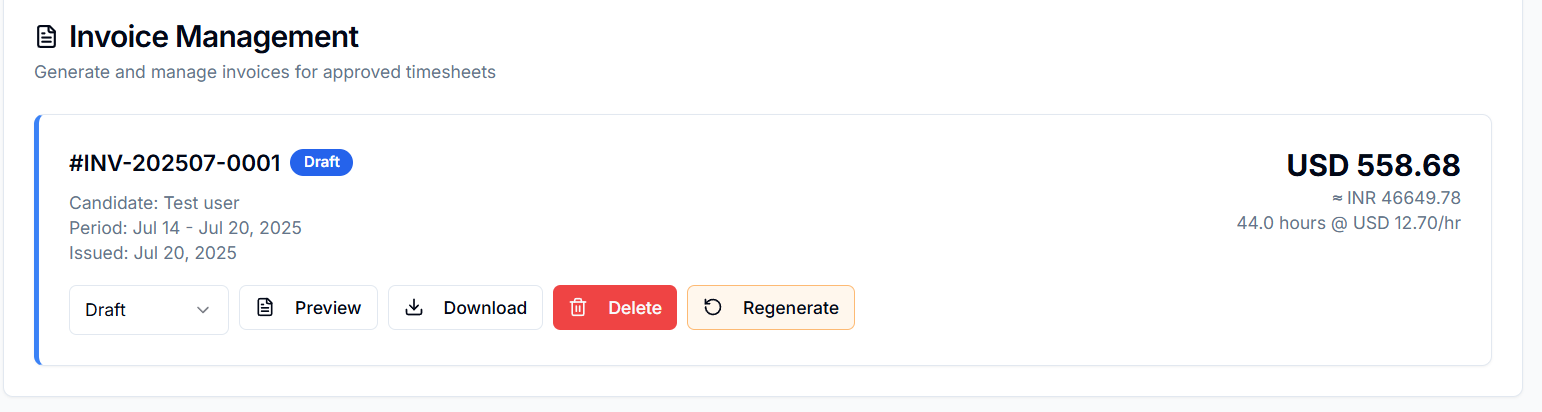 Invoice Management
Generate and manage invoices for approved timesheets
#INV-202507-0001 Draft
USD 558.68
Candidate: Test user
≈ INR 46649.78
Period: Jul 14 - Jul 20, 2025
44.0 hours @ USD 12.70/hr
Issued: Jul 20, 2025
Draft Preview Download Delete Regenerate